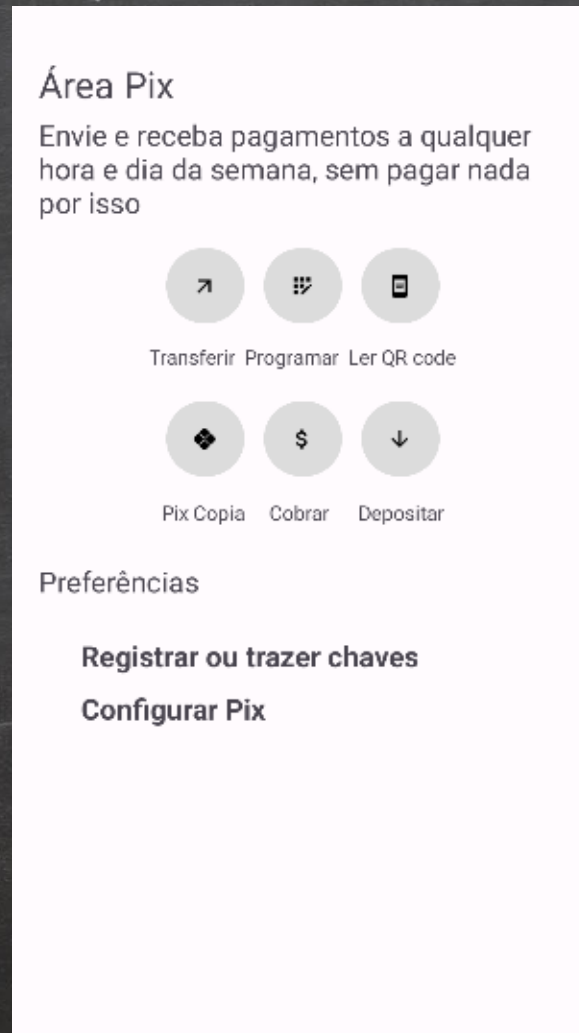 Área Pix
Envie e receba pagamentos a qualquer
hora e dia da semana, sem pagar nada
por isso
Transferir Programar Ler QR code
$
Pix Copia Cobrar Depositar
Preferências
Registrar ou trazer chaves
Configurar Pix